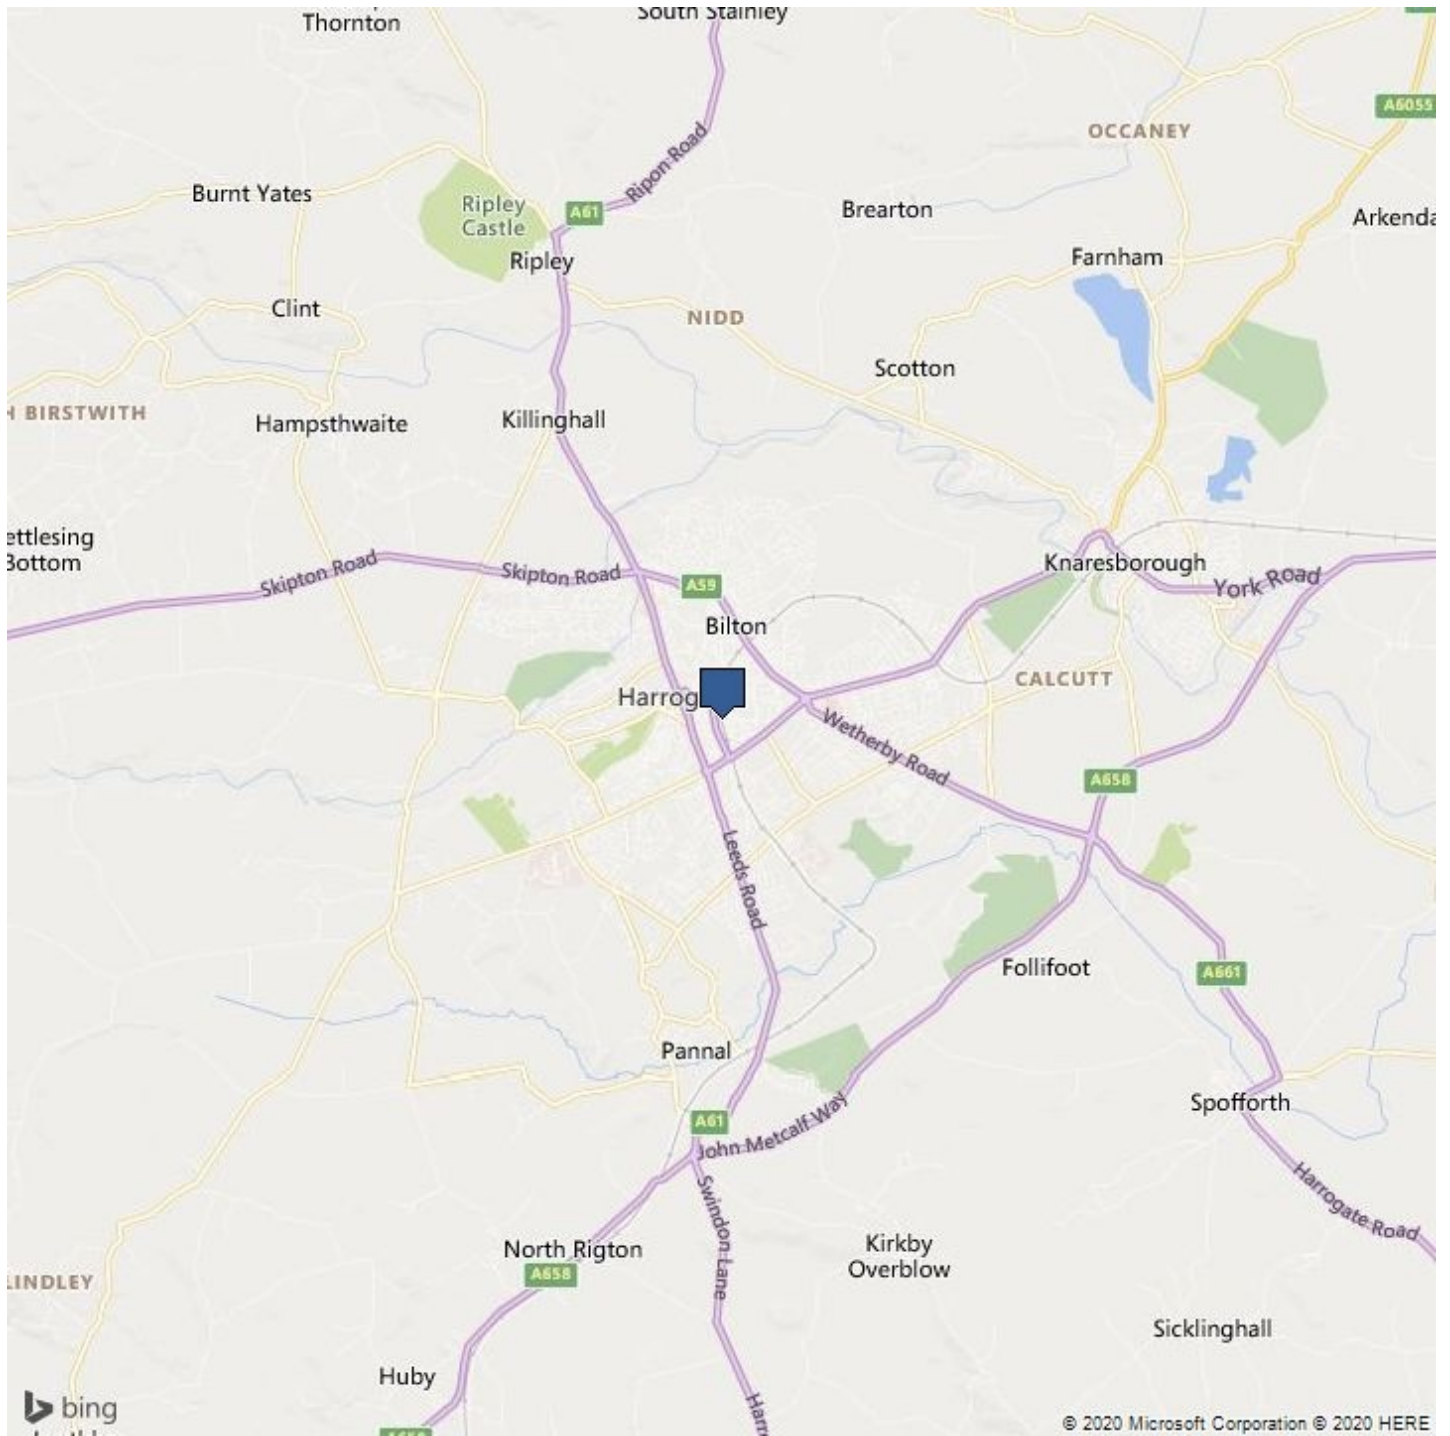 Thornton
South Stainley
A6055
OCCANEY
Ripon Road
Burnt Yates
Ripley
Castle
A61
Brearton
Arkenda
Ripley
Farnham
Clint
NIDD
Scotton
H BIRSTWITH
Hampsthwaite
Killinghall
ettlesing
Bottom
Skipton Road
Skipton Road
A59
Knaresborough
York Road
Bilton
Harrog
CALCUTT
Wetherby Road
A658
Leeds Road
Follifoot
A661
Pannal
Spofforth
A61
John Metcalf Way
Swindon Lane
Harrogate Road
North Rigton
A658
Kirkby
Overblow
LINDLEY
Sicklinghall
Huby
Harr
bing
© 2020 Microsoft Corporation © 2020 HERE